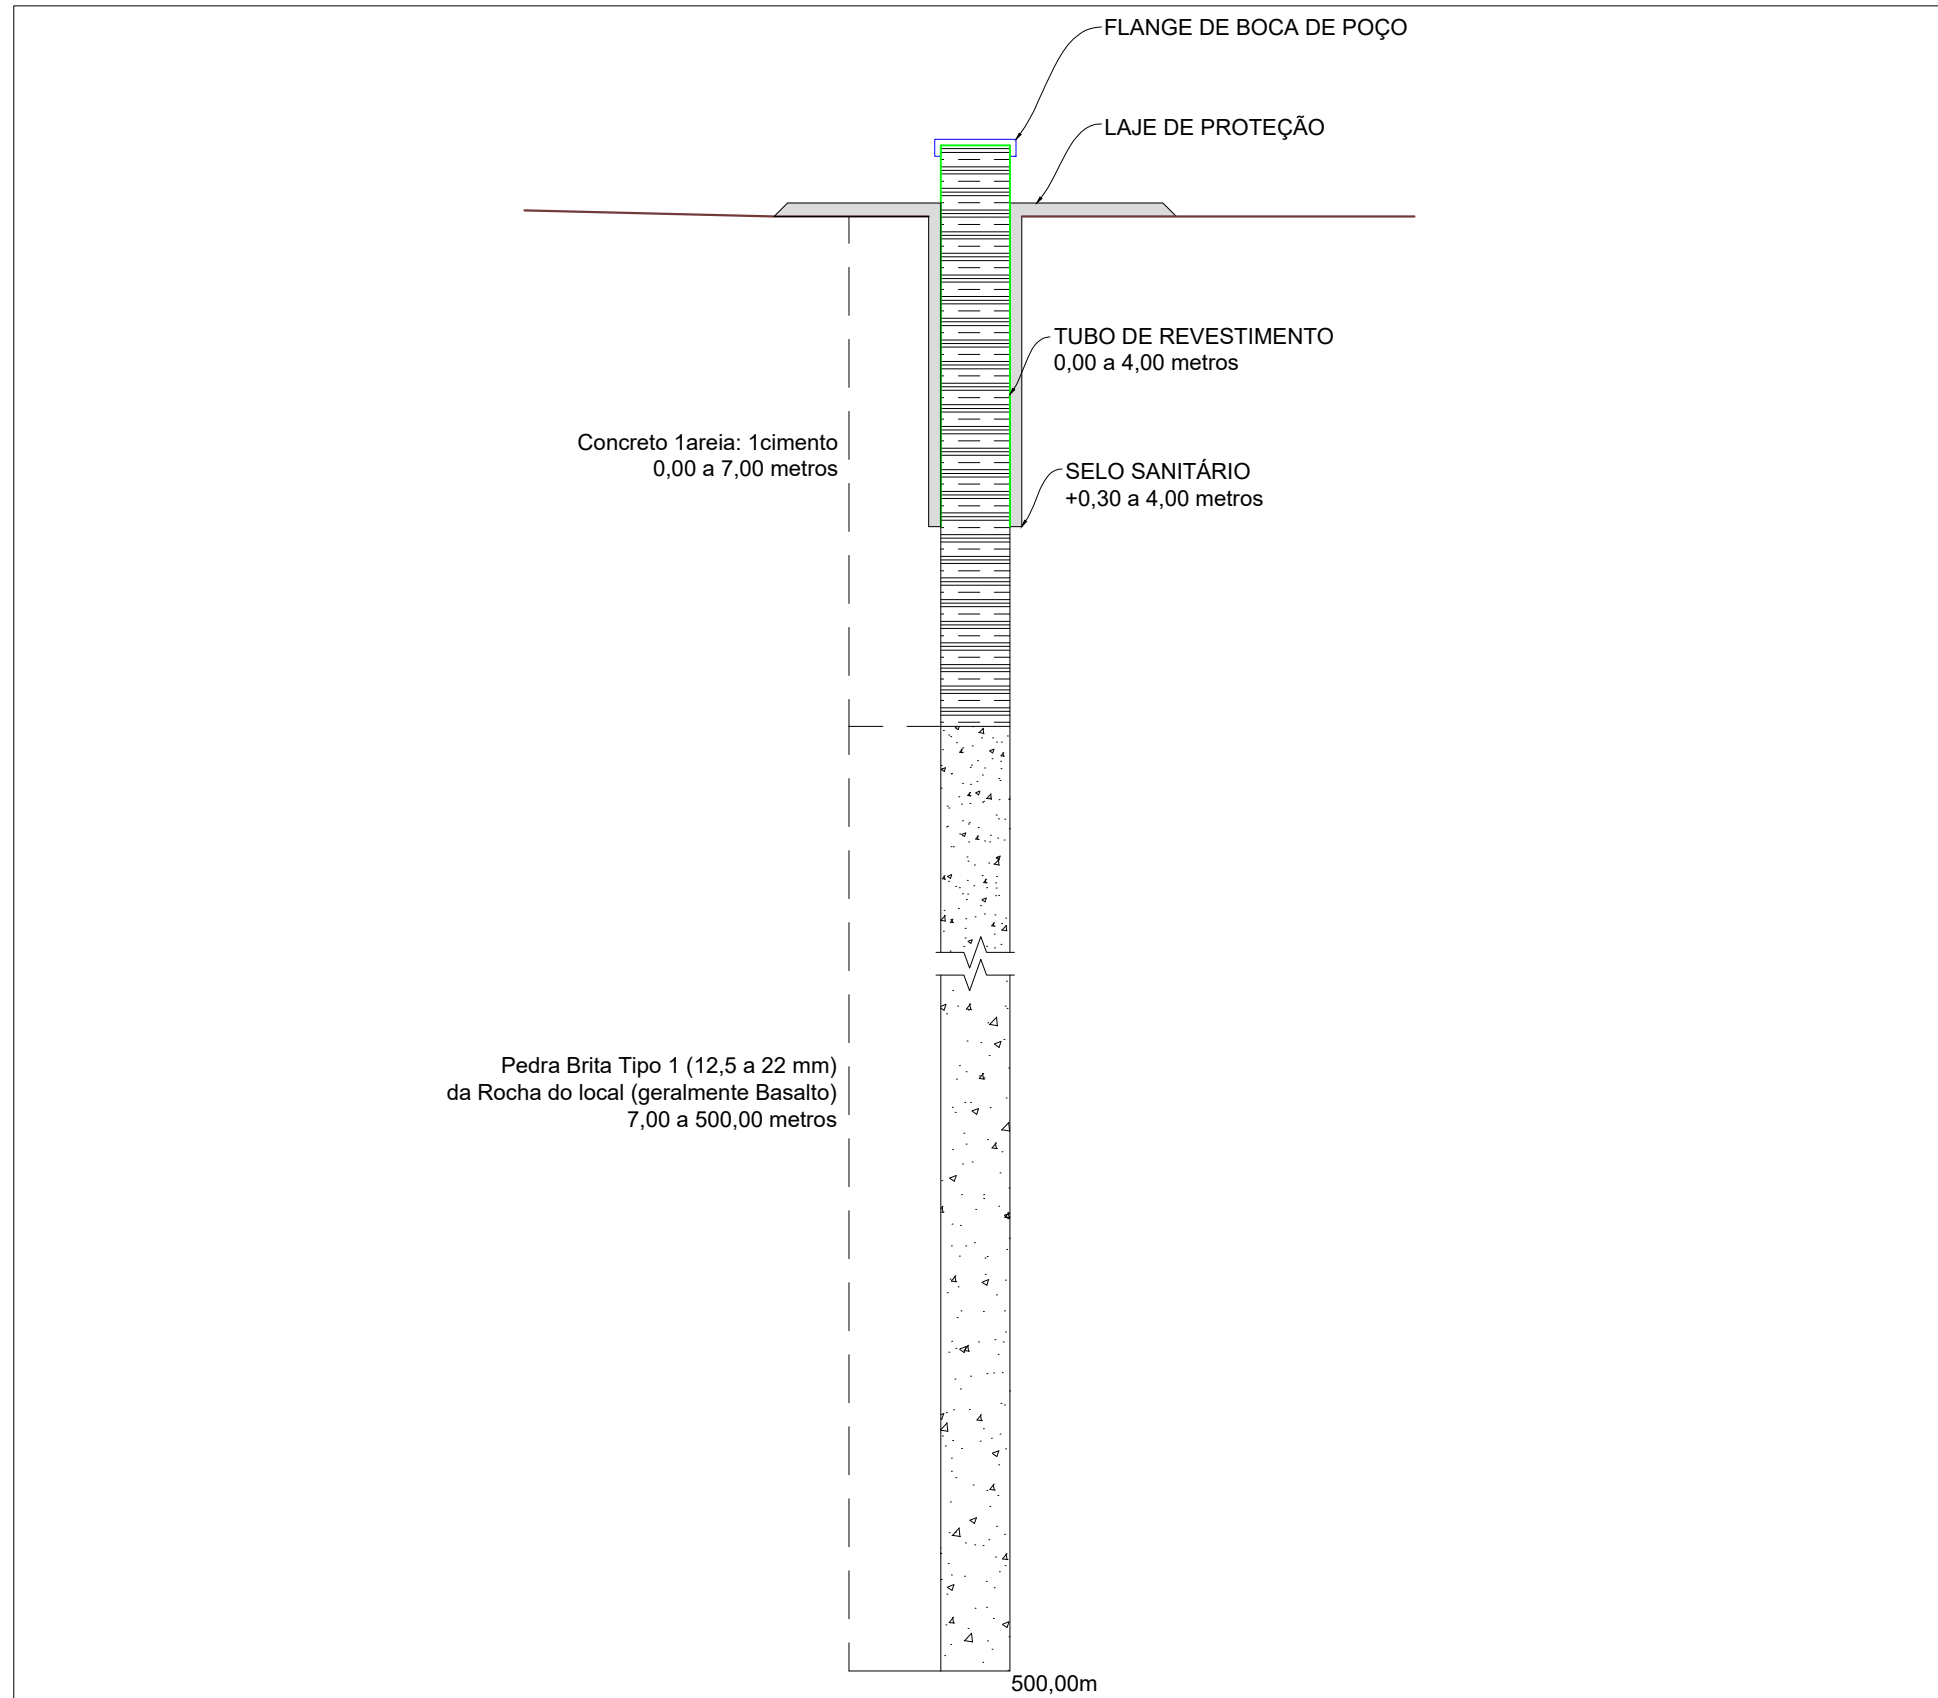 FLANGE DE BOCA DE POÇO
LAJE DE PROTEÇÃO
TUBO DE REVESTIMENTO
0,00 a 4,00 metros
Concreto 1areia: 1cimento
0,00 a 7,00 metros
SELO SANITÁRIO
+0,30 a 4,00 metros
Pedra Brita Tipo 1 (12,5 a 22 mm)
da Rocha do local (geralmente Basalto)
7,00 a 500,00 metros
500,00m